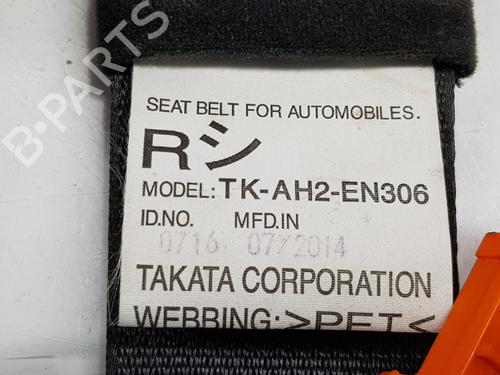 B-PARTS
SEAT BELT FOR AUTOMOBILES.
Rシ
MODEL: TK-AH2-EN306
ID.NO. MFD.IN
0716 07/2014
TAKATA CORPORATION
WEBBING: >PET<